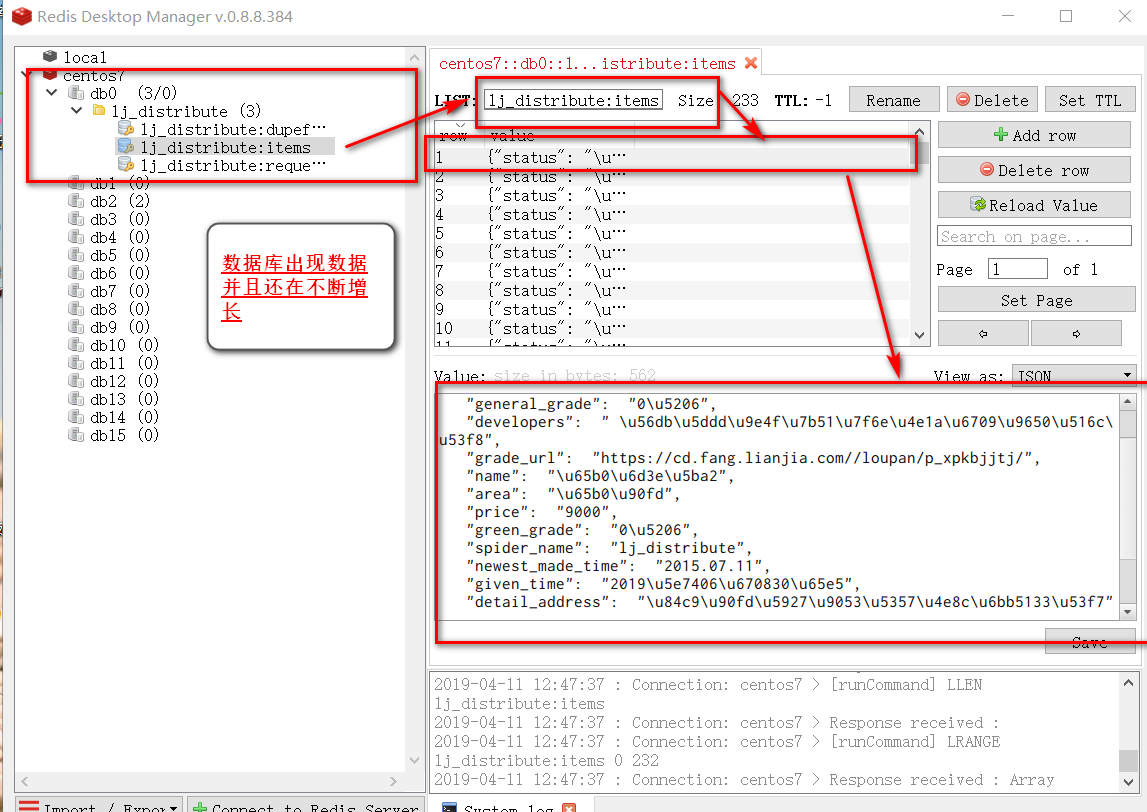 Redis Desktop Manager v.0.8.8.384
local
centos7
db0 (3/0)
lj_distribute (3)
lj_distribute:dupef…
lj_distribute:items
lj_distribute:reque…
db1 (0)
db2 (2)
db3 (0)
db4 (0)
db5 (0)
db6 (0)
db7 (0)
db8 (0)
db9 (0)
db10 (0)
db11 (0)
db12 (0)
db13 (0)
db14 (0)
db15 (0)
数据库出现数据
并且还在不断增
长
centos7::db0::l...istribute:items
LIST: lj_distribute:items Size: 233 TTL: -1 Rename Delete Set TTL
row value
1 {"status": "\u…
2 {"status": "\u…
3 {"status": "\u…
4 {"status": "\u…
5 {"status": "\u…
6 {"status": "\u…
7 {"status": "\u…
8 {"status": "\u…
9 {"status": "\u…
10 {"status": "\u…
11 {"status": "\u…
Add row
Delete row
Reload Value
Search on page...
Page 1 of 1
Set Page
Value: size in bytes: 562 View as: JSON
"general_grade": "0\u5206",
"developers": " \u56db\u5ddd\u9e4f\u7b51\u7f6e\u4e1a\u6709\u9650\u516c\
u53f8",
"grade_url": "https://cd.fang.lianjia.com//loupan/p_xpkbjjtj/",
"name": "\u65b0\u6d3e\u5ba2",
"area": "\u65b0\u90fd",
"price": "9000",
"green_grade": "0\u5206",
"spider_name": "lj_distribute",
"newest_made_time": "2015.07.11",
"given_time": "2019\u5e7406\u670830\u65e5",
"detail_address": "\u84c9\u90fd\u5927\u9053\u5357\u4e8c\u6bb5133\u53f7"
Save
2019-04-11 12:47:37 : Connection: centos7 > [runCommand] LLEN
lj_distribute:items
2019-04-11 12:47:37 : Connection: centos7 > Response received :
2019-04-11 12:47:37 : Connection: centos7 > [runCommand] LRANGE
lj_distribute:items 0 232
2019-04-11 12:47:37 : Connection: centos7 > Response received : Array
Import / Export
Connect to Redis Server
System log